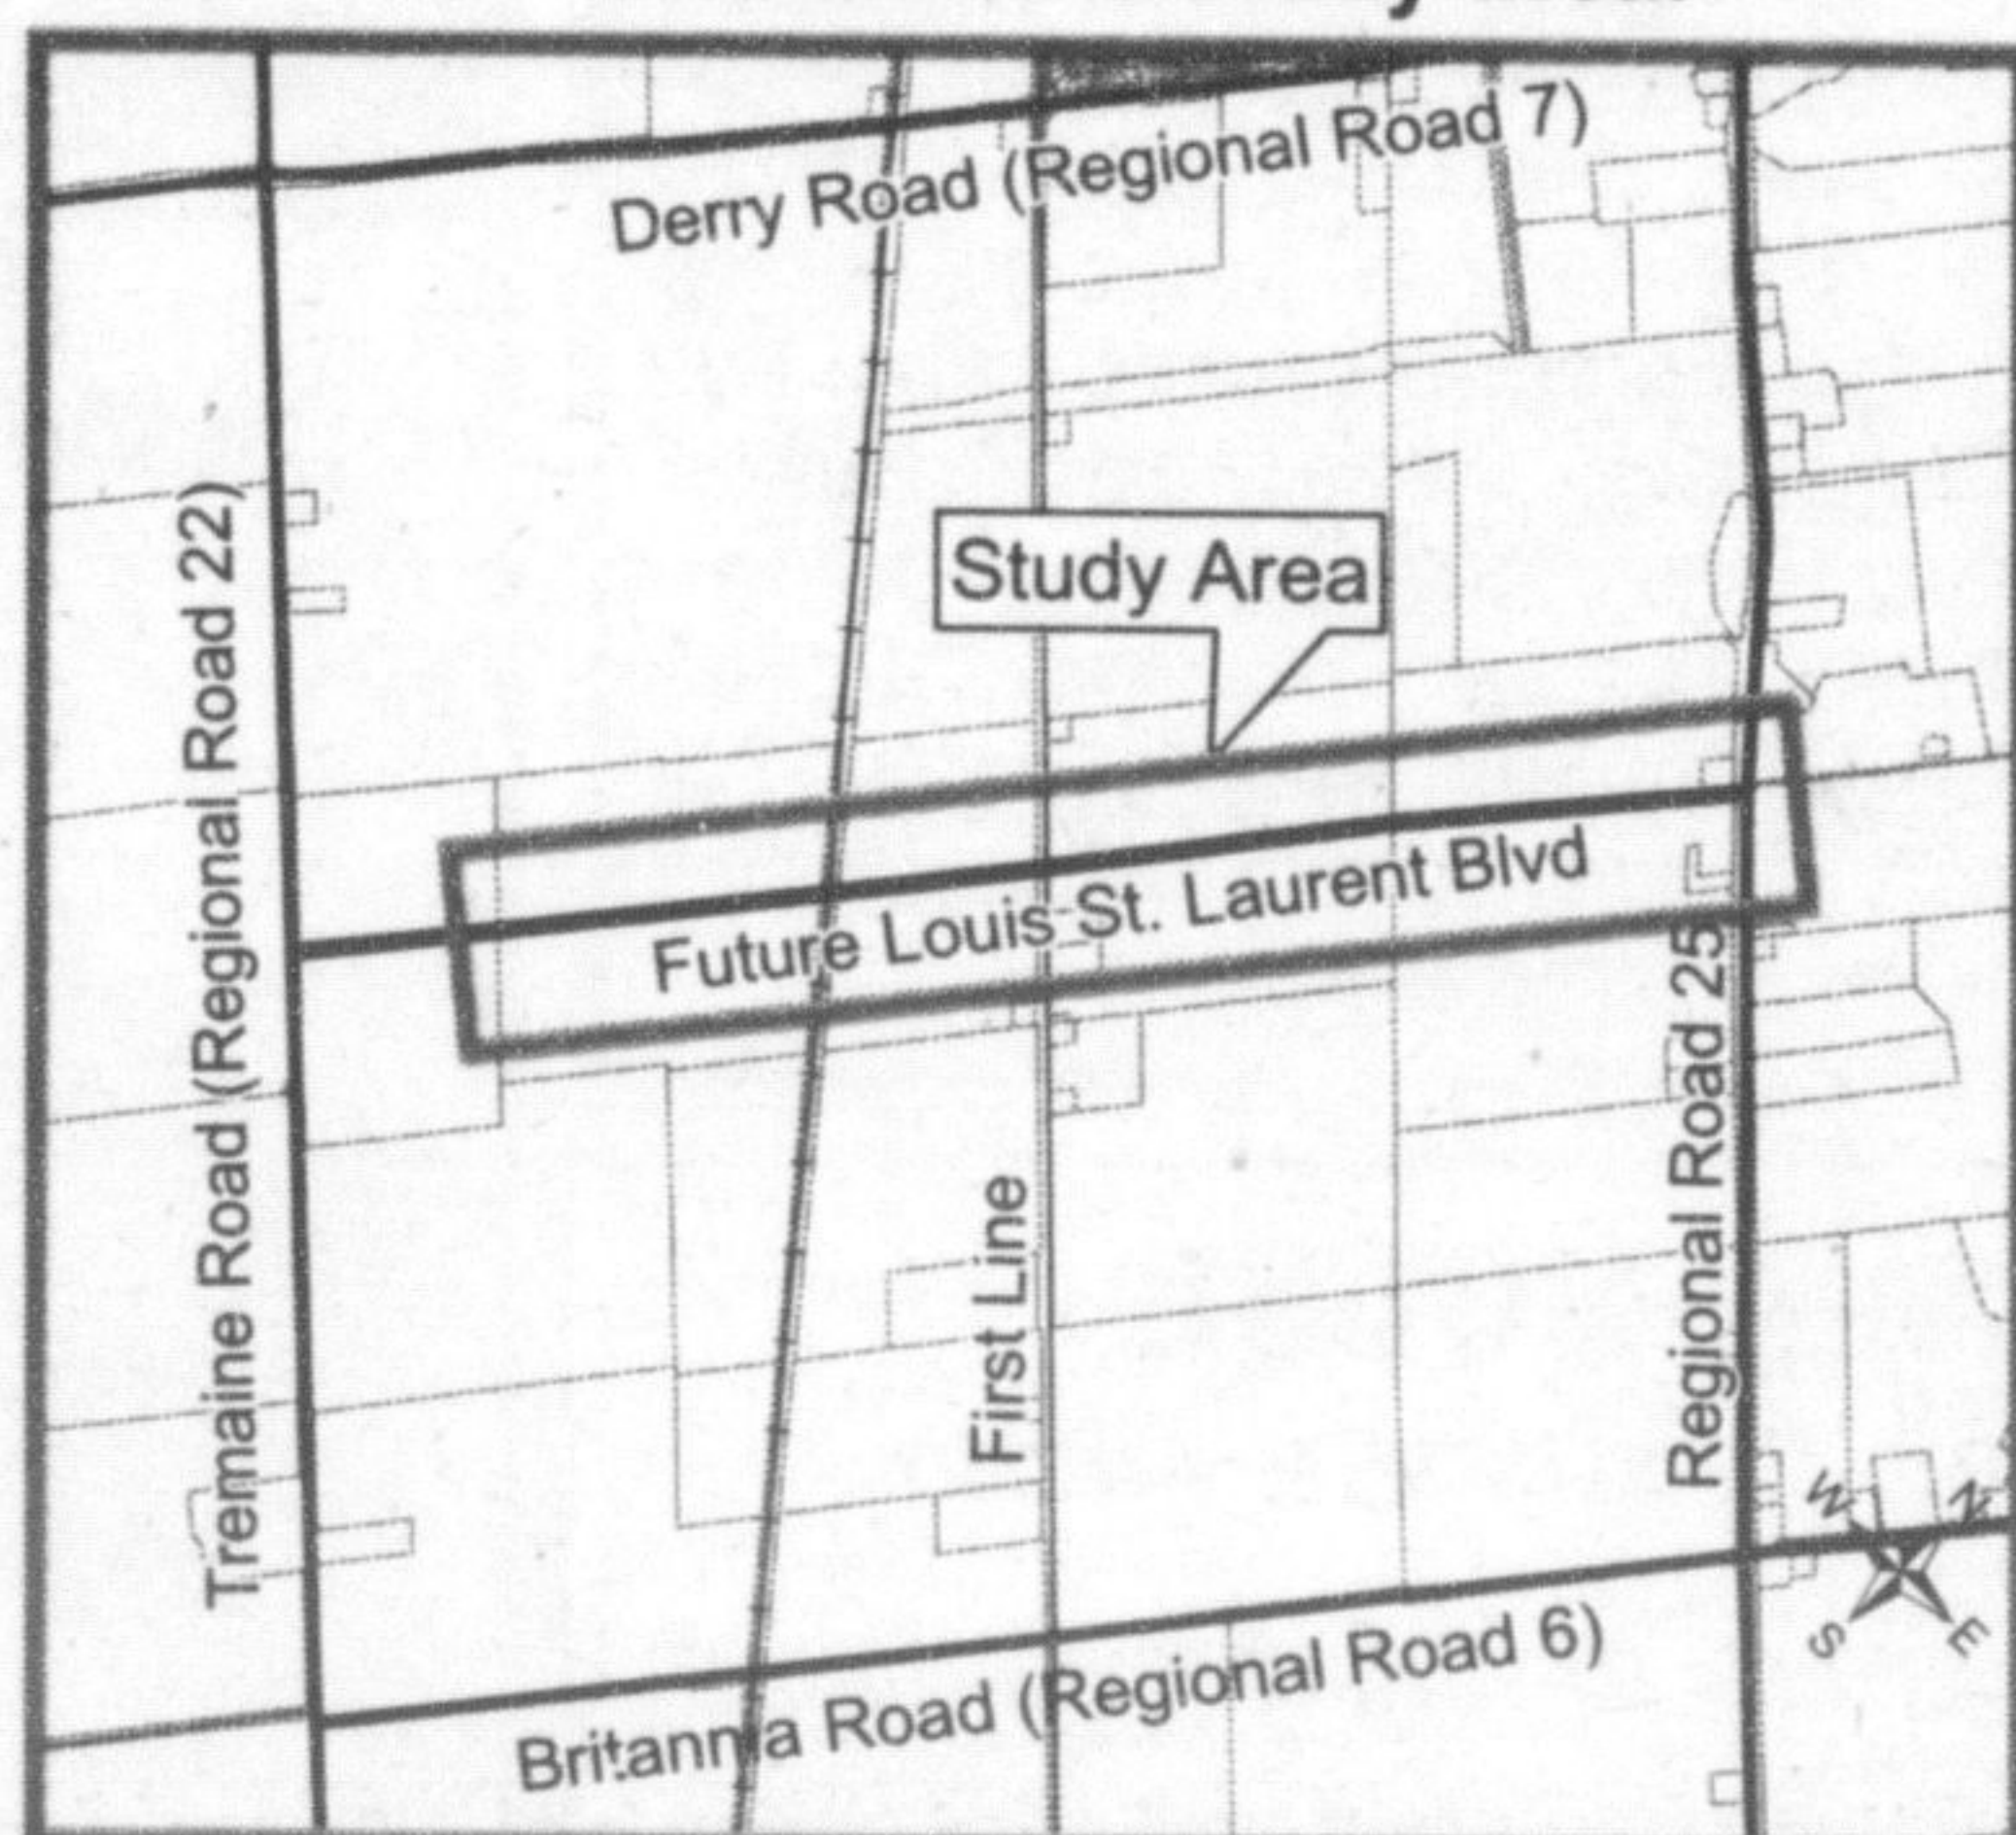 Derry Road (Regional Road 7)
Tremaine Road (Regional Road 22)
Study Area
Future Louis St. Laurent Blvd
Regional Road 25
First Line
W N
S E
Britannia Road (Regional Road 6)